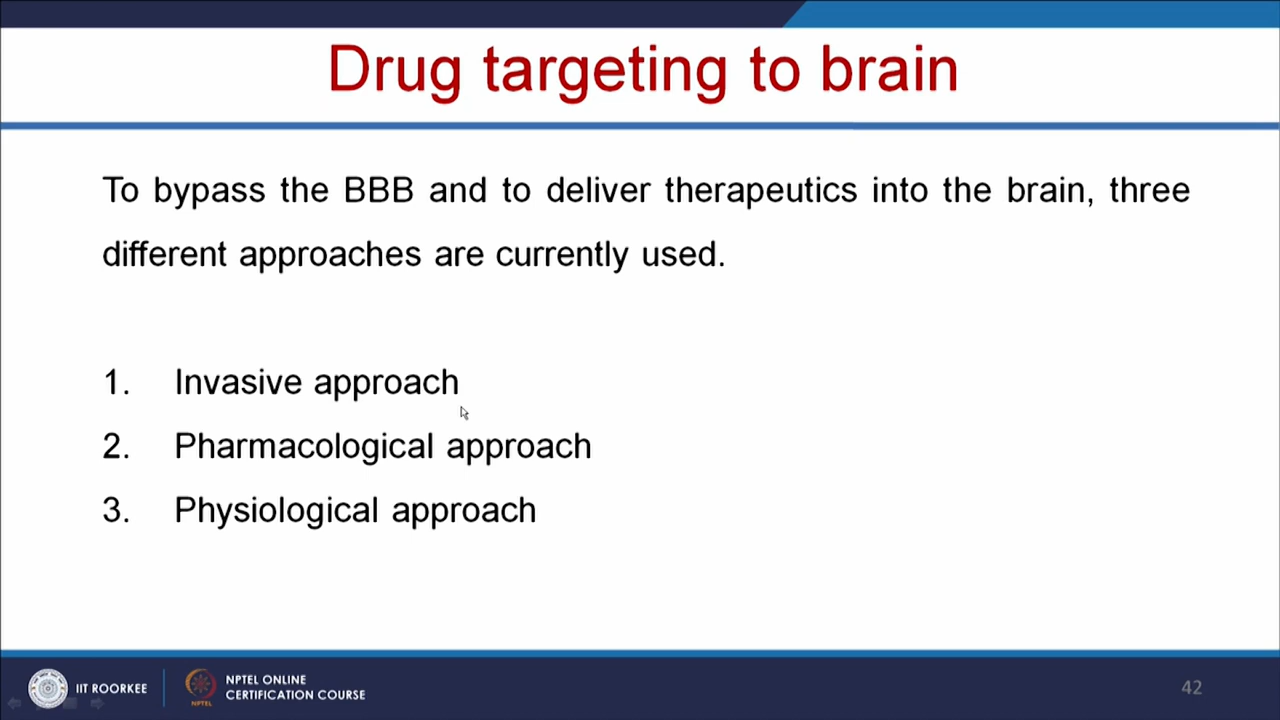 Drug targeting to brain
To bypass the BBB and to deliver therapeutics into the brain, three
different approaches are currently used.
1. Invasive approach
2. Pharmacological approach
3. Physiological approach
IIT ROORKEE
NPTEL
NPTEL ONLINE
CERTIFICATION COURSE
42